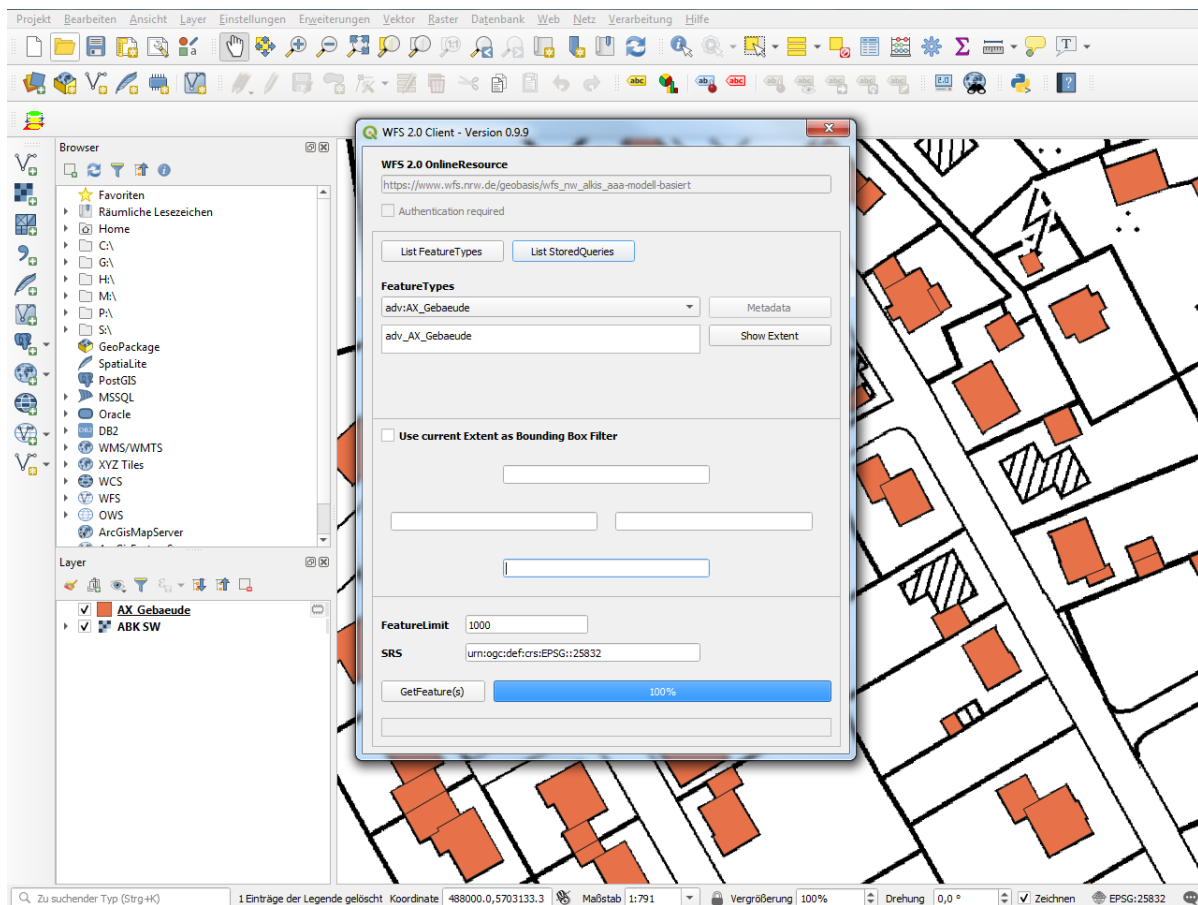 Projekt Bearbeiten Ansicht Layer Einstellungen Erweiterungen Vektor Raster Datenbank Web Netz Verarbeitung Hilfe
Browser
Favoriten
Räumliche Lesezeichen
Home
C:\
G:\
H:\
M:\
P:\
S:\
GeoPackage
SpatiaLite
PostGIS
MSSQL
Oracle
DB2
WMS/WMTS
XYZ Tiles
WCS
WFS
OWS
ArcGisMapServer
Layer
AX_Gebaeude
ABK SW
WFS 2.0 Client - Version 0.9.9
WFS 2.0 OnlineResource
https://www.wfs.nrw.de/geobasis/wfs_nw_alkis_aaa-modell-basiert
Authentication required
List FeatureTypes List StoredQueries
FeatureTypes
adv:AX_Gebaeude Metadata
adv_AX_Gebaeude Show Extent
Use current Extent as Bounding Box Filter
FeatureLimit 1000
SRS urn:ogc:def:crs:EPSG::25832
GetFeature(s) 100%
Zu suchender Typ (Strg+K) 1 Einträge der Legende gelöscht Koordinate 488000.0,5703133.3 Maßstab 1:791 Vergrößerung 100% Drehung 0,0 ° Zeichnen EPSG:25832